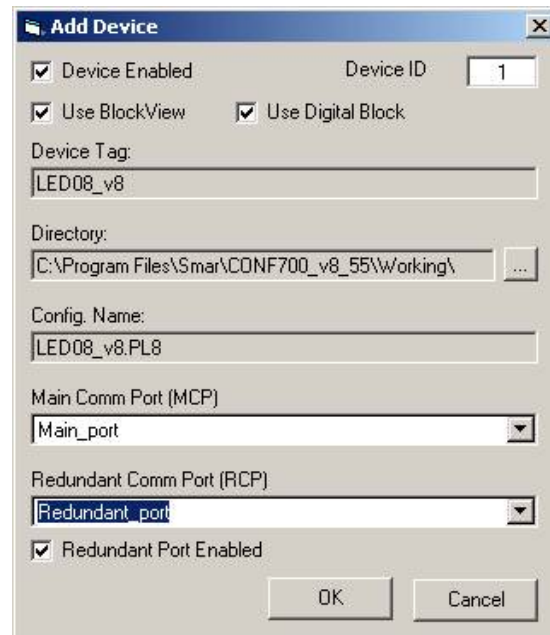 Add Device
Device Enabled Device ID 1
Use BlockView Use Digital Block
Device Tag:
LED08_v8
Directory:
C:\Program Files\Smar\CONF700_v8_55\Working\ ...
Config. Name:
LED08_v8.PL8
Main Comm Port (MCP)
Main_port
Redundant Comm Port (RCP)
Redundant_port
Redundant Port Enabled
OK Cancel